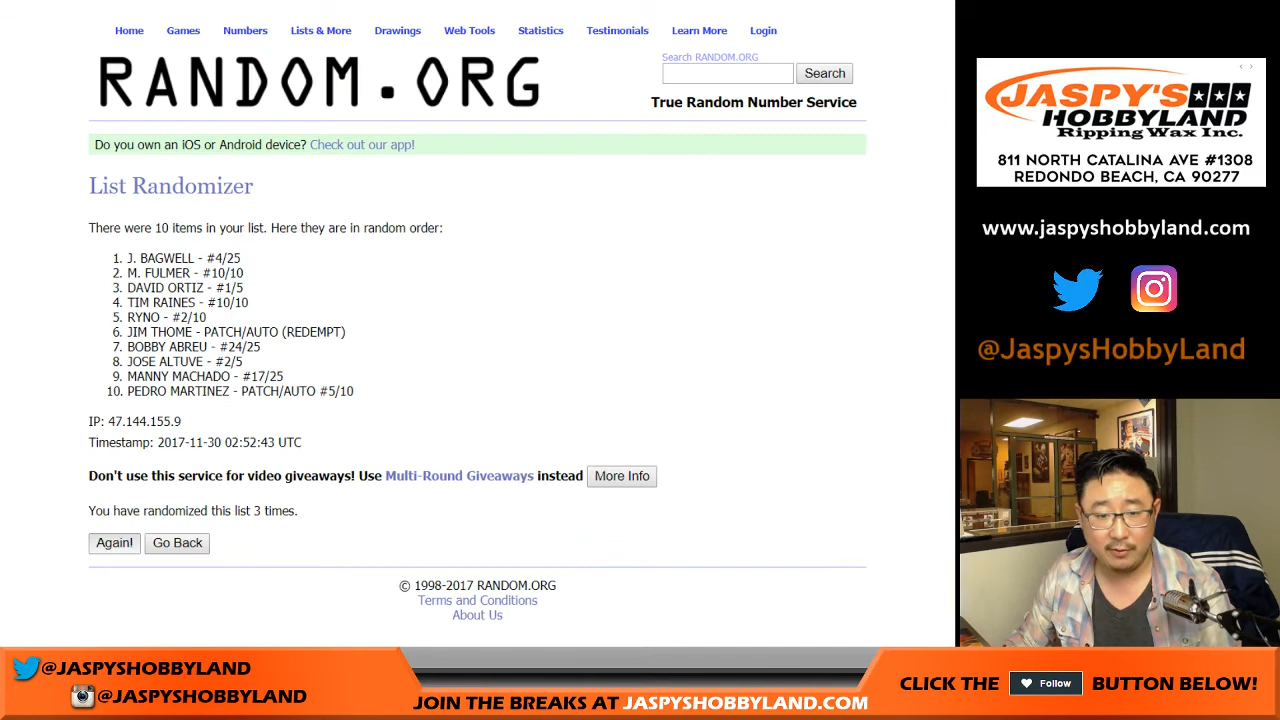 Home Games Numbers Lists & More Drawings Web Tools Statistics Testimonials Learn More Login
RANDOM.ORG
Search RANDOM.ORG
Search
True Random Number Service
Do you own an iOS or Android device? Check out our app!
List Randomizer
There were 10 items in your list. Here they are in random order:
1. J. BAGWELL - #4/25
2. M. FULMER - #10/10
3. DAVID ORTIZ - #1/5
4. TIM RAINES - #10/10
5. RYNO - #2/10
6. JIM THOME - PATCH/AUTO (REDEMPT)
7. BOBBY ABREU - #24/25
8. JOSE ALTUVE - #2/5
9. MANNY MACHADO - #17/25
10. PEDRO MARTINEZ - PATCH/AUTO #5/10
IP: 47.144.155.9
Timestamp: 2017-11-30 02:52:43 UTC
Don't use this service for video giveaways! Use Multi-Round Giveaways instead More Info
You have randomized this list 3 times.
Again! Go Back
© 1998-2017 RANDOM.ORG
Terms and Conditions
About Us
JASPY'S
HOBBYLAND
Ripping Wax Inc.
811 NORTH CATALINA AVE #1308
REDONDO BEACH, CA 90277
www.jaspyshobbyland.com
@JaspysHobbyLand
@JASPYSHOBBYLAND
@JASPYSHOBBYLAND
JOIN THE BREAKS AT JASPYSHOBBYLAND.COM
CLICK THE Follow BUTTON BELOW!